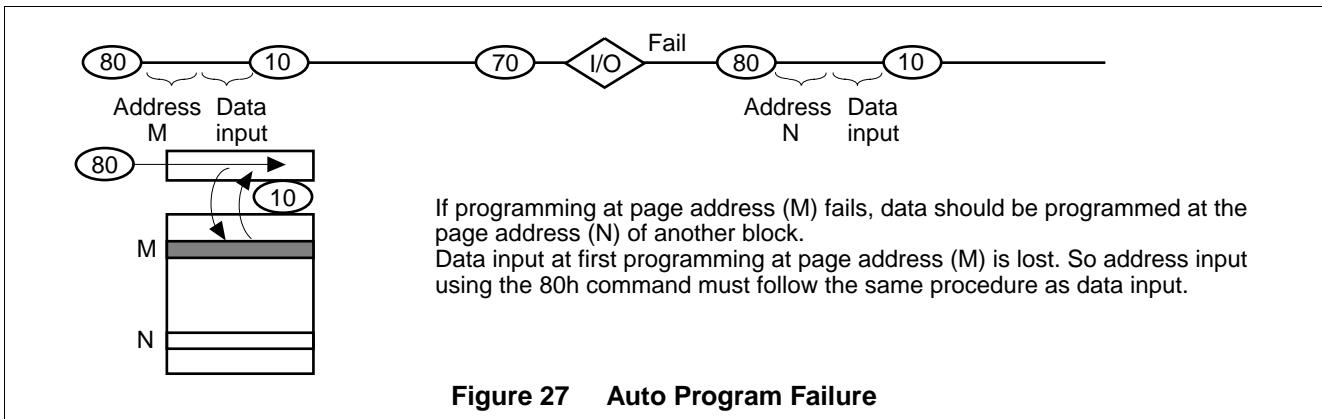 80 10 70 I/O Fail 80 10
Address Data Address Data
M input N input
80
10
M
N
If programming at page address (M) fails, data should be programmed at the
page address (N) of another block.
Data input at first programming at page address (M) is lost. So address input
using the 80h command must follow the same procedure as data input.
Figure 27 Auto Program Failure